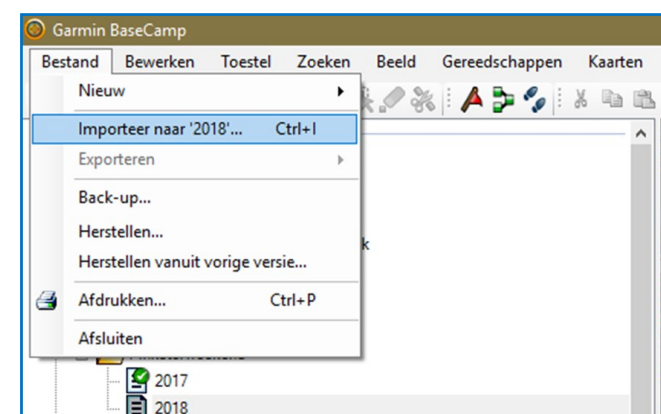 Garmin BaseCamp
Bestand Bewerken Toestel Zoeken Beeld Gereedschappen Kaarten
Nieuw
Importeer naar '2018'... Ctrl+I
Exporteren
Back-up...
Herstellen...
k
Herstellen vanuit vorige versie...
Afdrukken... Ctrl+P
Afsluiten
2017
2018